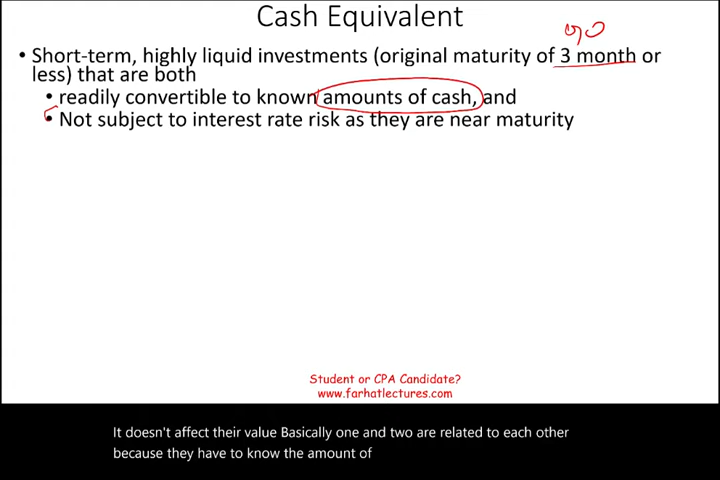 Cash Equivalent
90
• Short-term, highly liquid investments (original maturity of 3 month or
less) that are both
• readily convertible to known amounts of cash, and
• Not subject to interest rate risk as they are near maturity
Student or CPA Candidate?
www.farhatlectures.com
It doesn't affect their value Basically one and two are related to each other
because they have to know the amount of